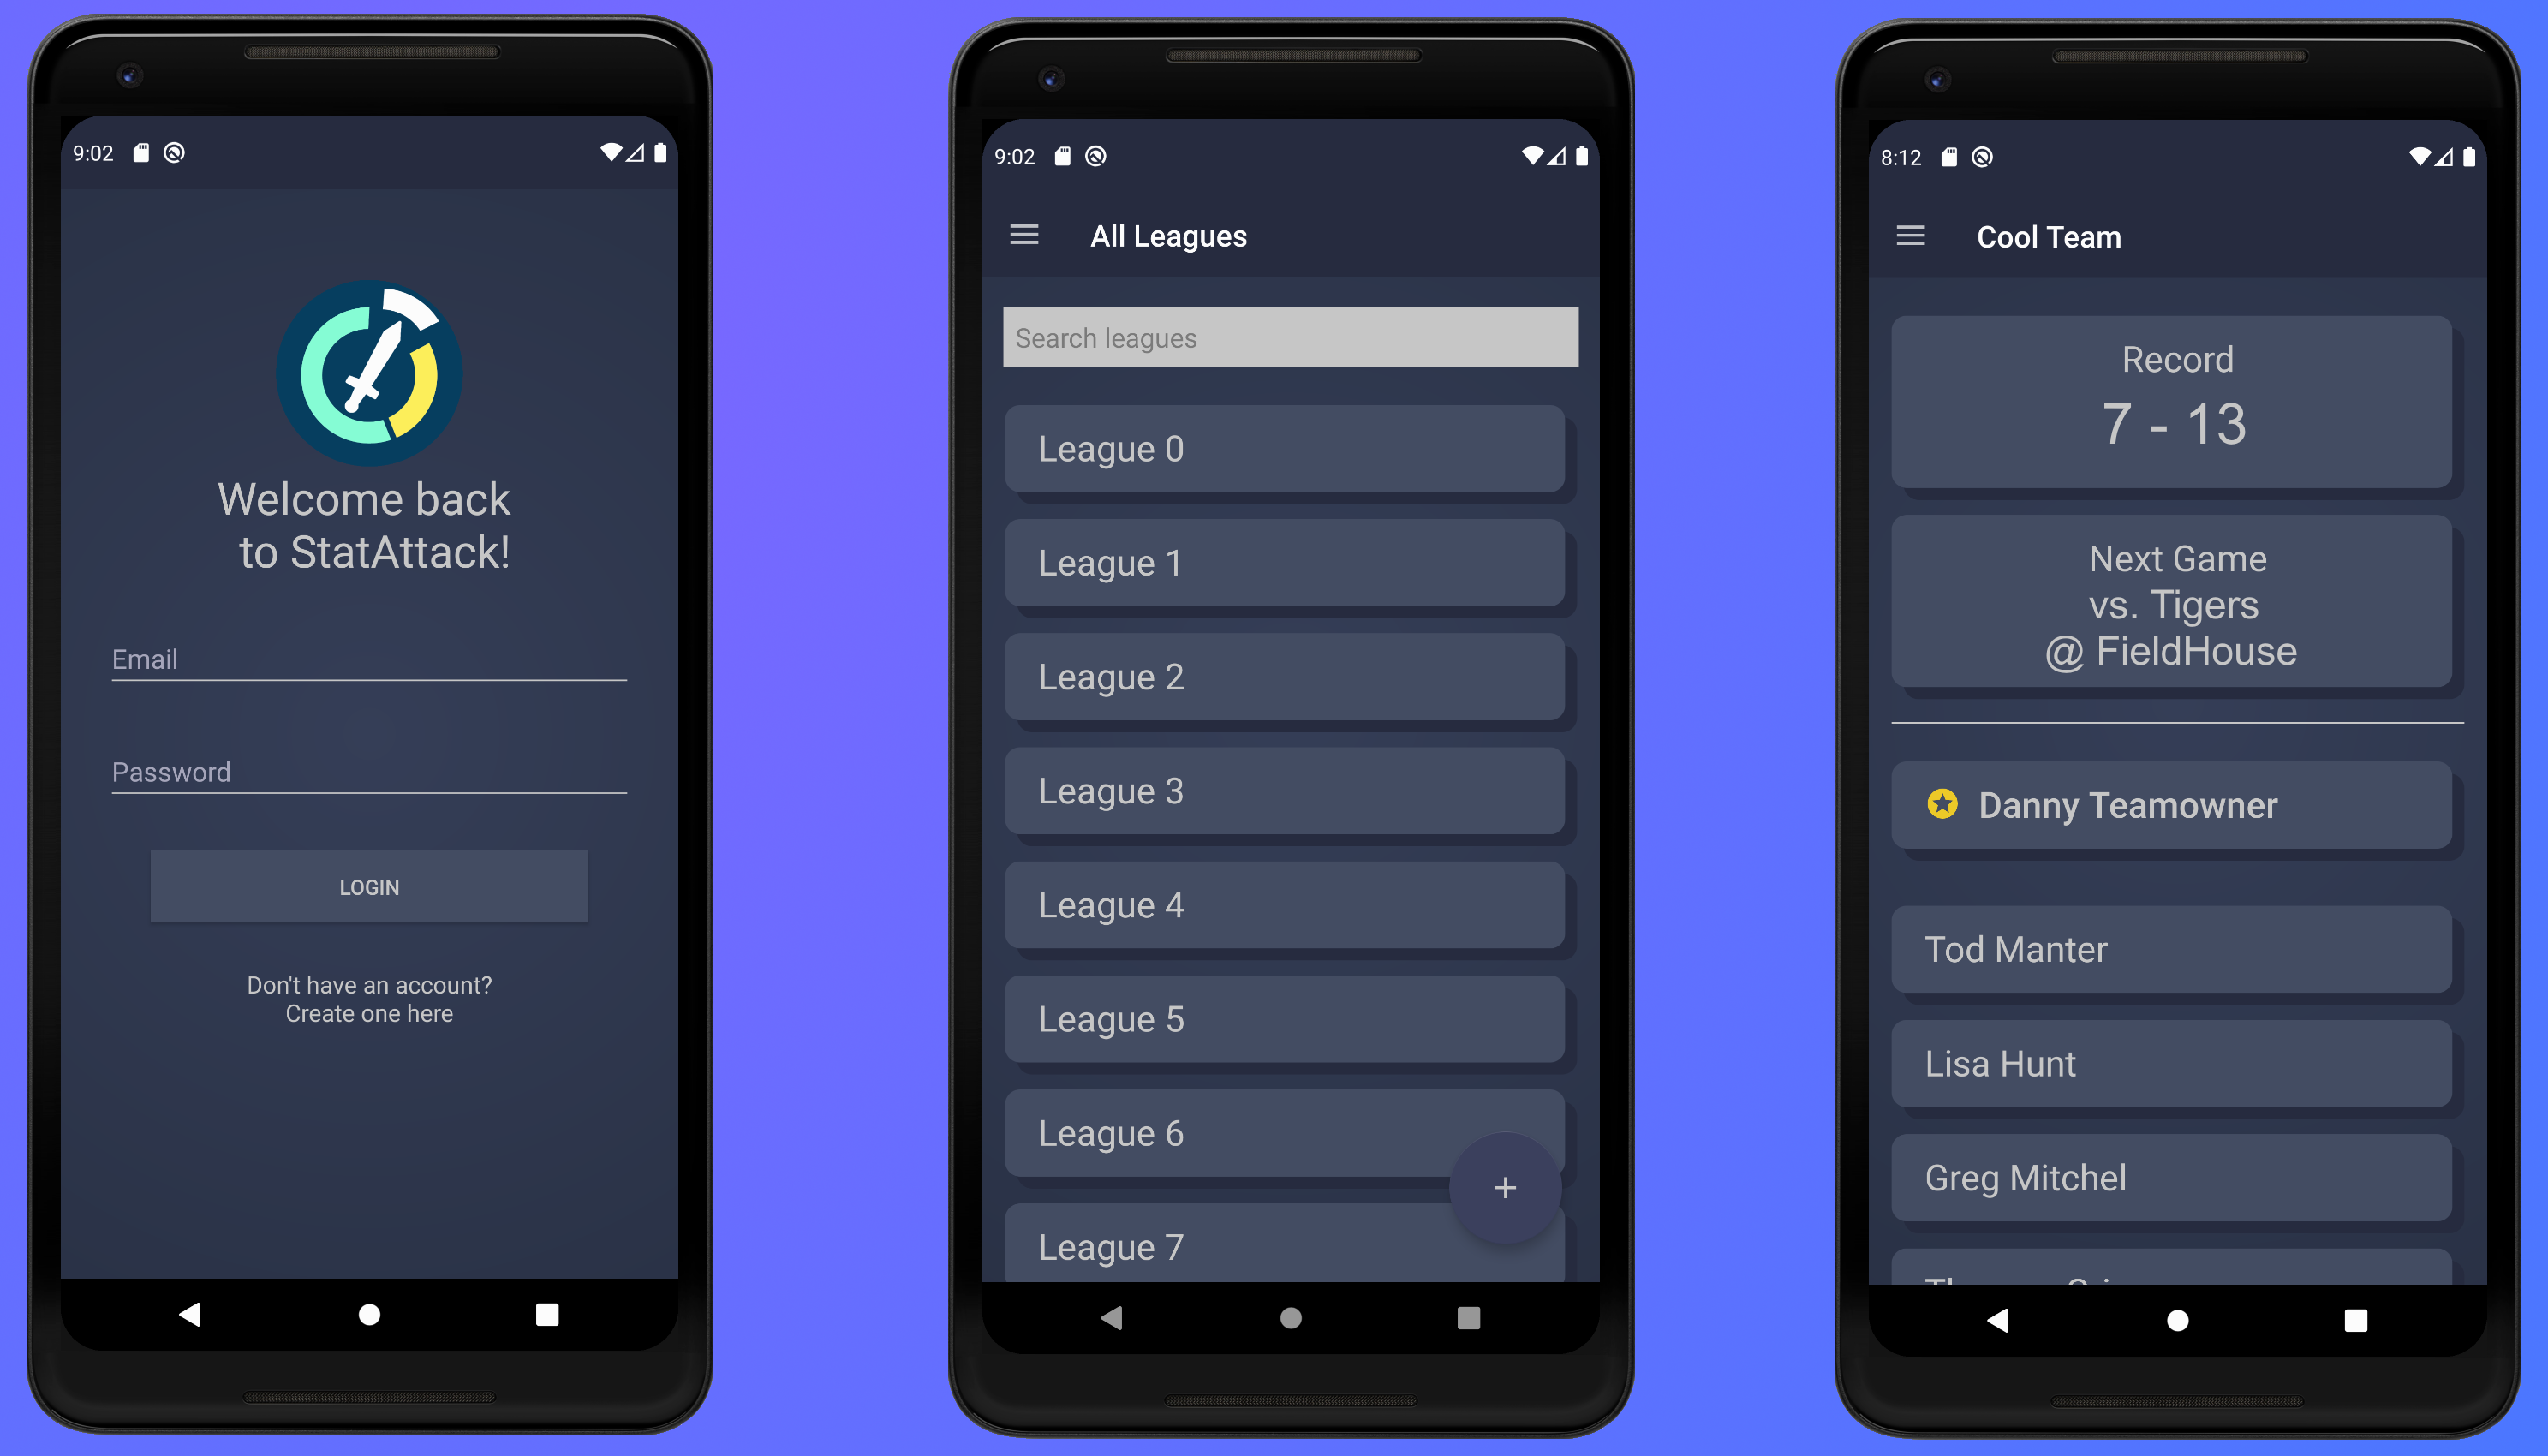 9:02
Welcome back
to StatAttack!
Email
Password
LOGIN
Don't have an account?
Create one here
9:02
All Leagues
Search leagues
League 0
League 1
League 2
League 3
League 4
League 5
League 6
+
League 7
8:12
Cool Team
Record
7 - 13
Next Game
vs. Tigers
@ FieldHouse
Danny Teamowner
Tod Manter
Lisa Hunt
Greg Mitchel